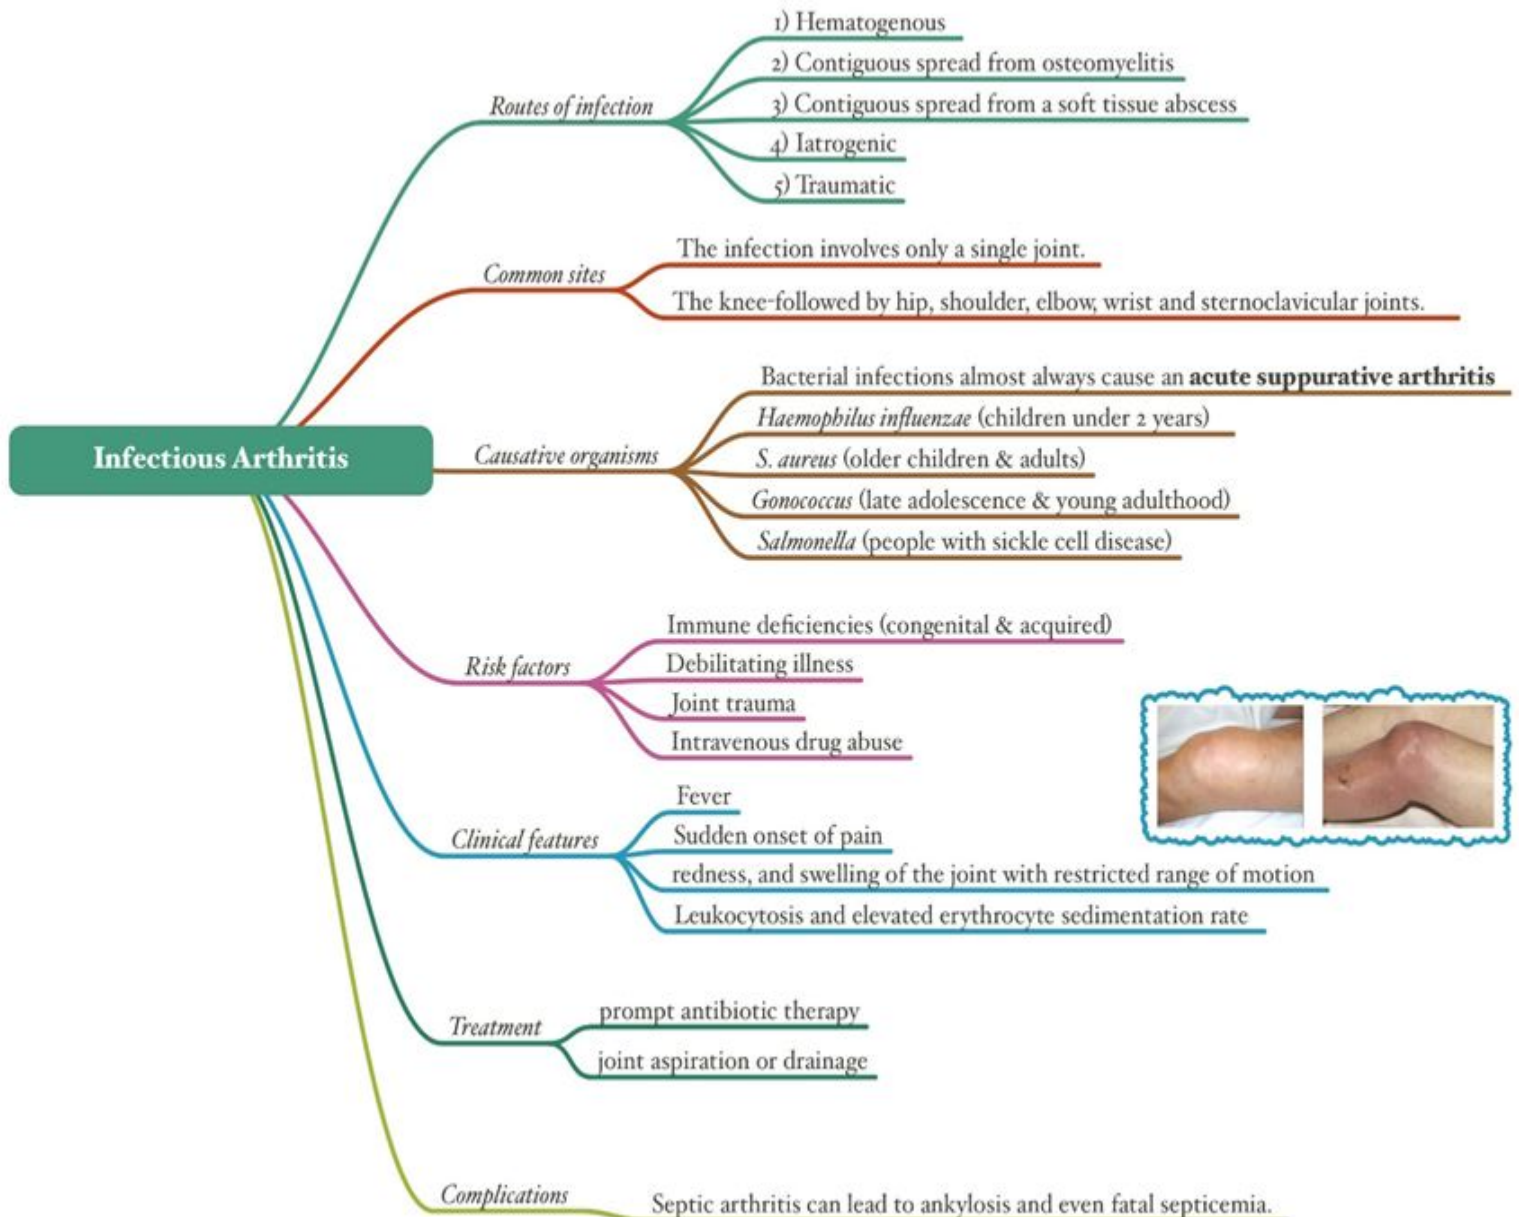 Infectious Arthritis
Routes of infection
1) Hematogenous
2) Contiguous spread from osteomyelitis
3) Contiguous spread from a soft tissue abscess
4) Iatrogenic
5) Traumatic
Common sites
The infection involves only a single joint.
The knee-followed by hip, shoulder, elbow, wrist and sternoclavicular joints.
Causative organisms
Bacterial infections almost always cause an acute suppurative arthritis
Haemophilus influenzae (children under 2 years)
S. aureus (older children & adults)
Gonococcus (late adolescence & young adulthood)
Salmonella (people with sickle cell disease)
Risk factors
Immune deficiencies (congenital & acquired)
Debilitating illness
Joint trauma
Intravenous drug abuse
Clinical features
Fever
Sudden onset of pain
redness, and swelling of the joint with restricted range of motion
Leukocytosis and elevated erythrocyte sedimentation rate
Treatment
prompt antibiotic therapy
joint aspiration or drainage
Complications
Septic arthritis can lead to ankylosis and even fatal septicemia.